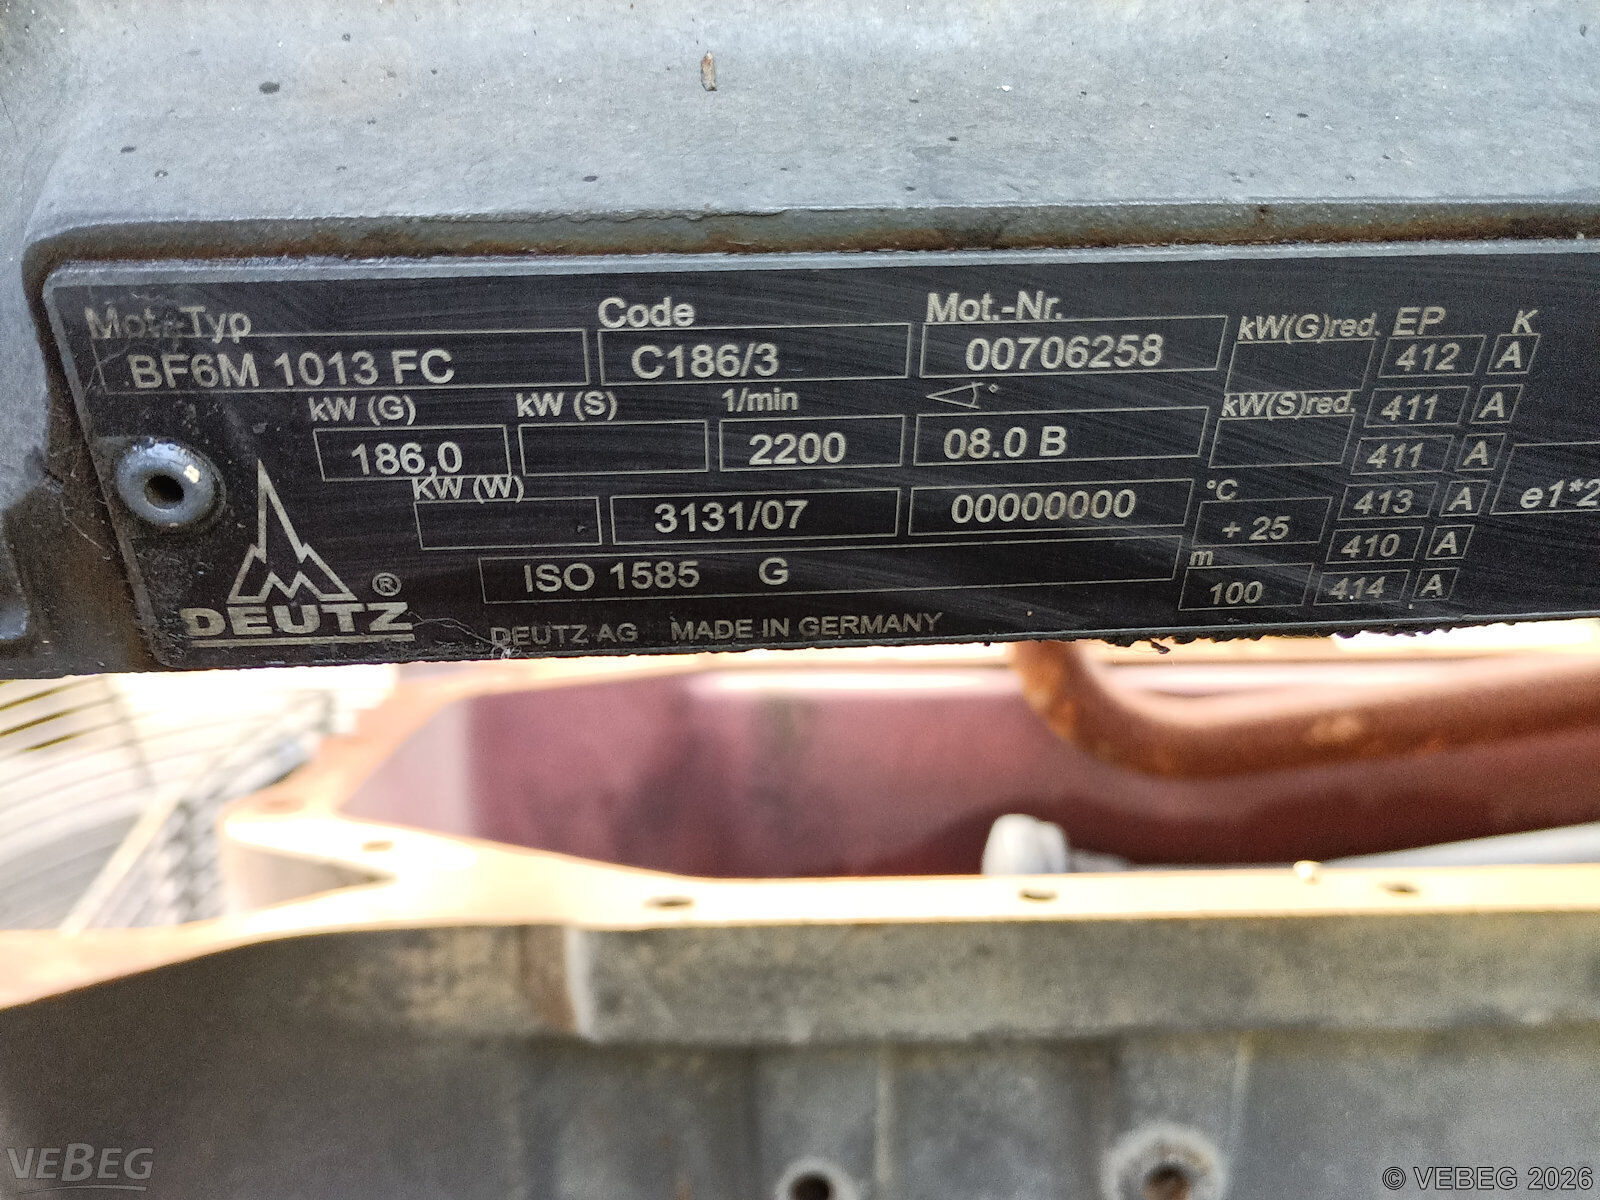 Mot.-Typ Code Mot.-Nr. kW(G)red. EP K
BF6M 1013 FC C186/3 00706258 412 A
kW (G) kW (S) 1/min ° kW(S)red. 411 A
186,0 2200 08.0 B 411 A
KW (W) °C
3131/07 00000000 + 25 413 A e1*2
ISO 1585 G m 410 A
100 414 A
DEUTZ ®
DEUTZ AG MADE IN GERMANY
VEBEG
© VEBEG 2026